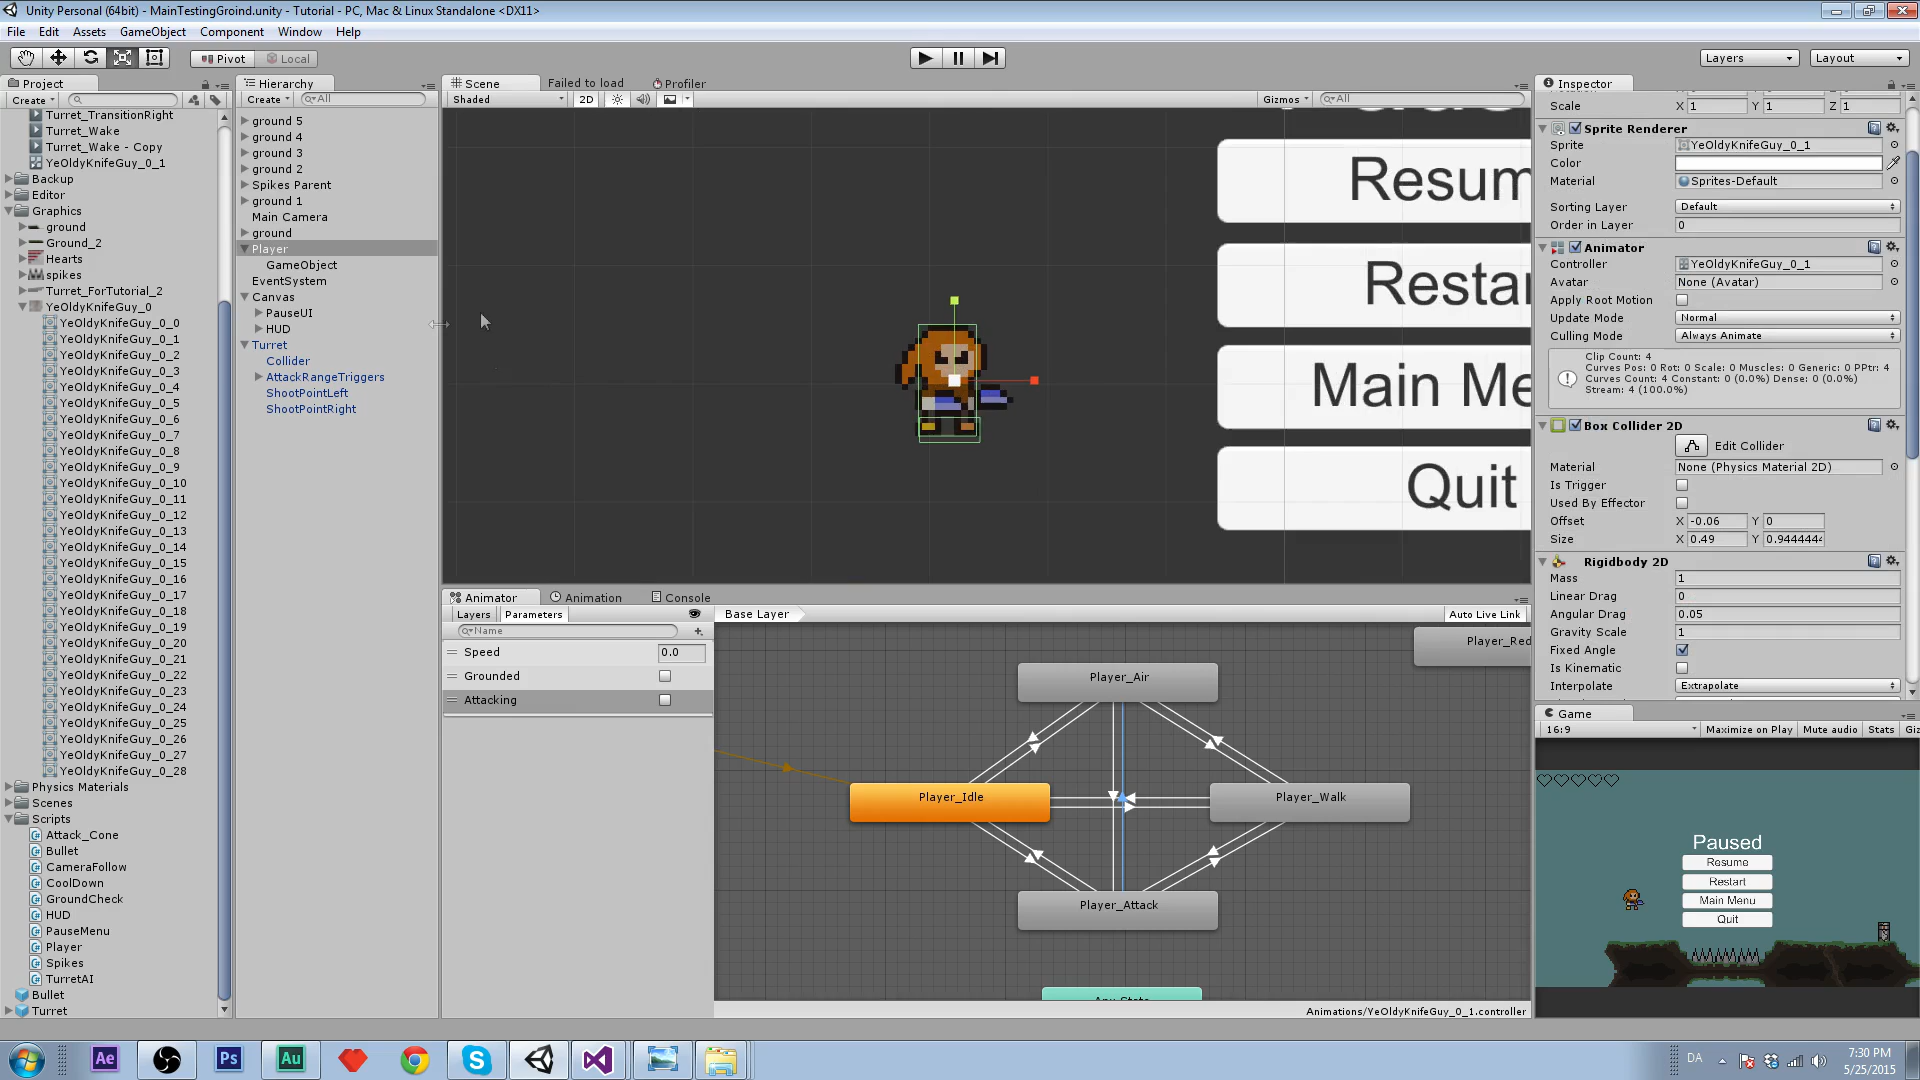 Unity Personal (64bit) - MainTestingGroind.unity - Tutorial - PC, Mac & Linux Standalone <DX11>
File Edit Assets GameObject Component Window Help
Pivot Local
Layers Layout
Project
Create
Turret_TransitionRight
Turret_Wake
Turret_Wake - Copy
YeOldyKnifeGuy_0_1
Backup
Editor
Graphics
ground
Ground_2
Hearts
spikes
Turret_ForTutorial_2
YeOldyKnifeGuy_0
YeOldyKnifeGuy_0_0
YeOldyKnifeGuy_0_1
YeOldyKnifeGuy_0_2
YeOldyKnifeGuy_0_3
YeOldyKnifeGuy_0_4
YeOldyKnifeGuy_0_5
YeOldyKnifeGuy_0_6
YeOldyKnifeGuy_0_7
YeOldyKnifeGuy_0_8
YeOldyKnifeGuy_0_9
YeOldyKnifeGuy_0_10
YeOldyKnifeGuy_0_11
YeOldyKnifeGuy_0_12
YeOldyKnifeGuy_0_13
YeOldyKnifeGuy_0_14
YeOldyKnifeGuy_0_15
YeOldyKnifeGuy_0_16
YeOldyKnifeGuy_0_17
YeOldyKnifeGuy_0_18
YeOldyKnifeGuy_0_19
YeOldyKnifeGuy_0_20
YeOldyKnifeGuy_0_21
YeOldyKnifeGuy_0_22
YeOldyKnifeGuy_0_23
YeOldyKnifeGuy_0_24
YeOldyKnifeGuy_0_25
YeOldyKnifeGuy_0_26
YeOldyKnifeGuy_0_27
YeOldyKnifeGuy_0_28
Physics Materials
Scenes
Scripts
Attack_Cone
Bullet
CameraFollow
CoolDown
GroundCheck
HUD
PauseMenu
Player
Spikes
TurretAI
Bullet
Turret
Hierarchy
Create All
ground 5
ground 4
ground 3
ground 2
Spikes Parent
ground 1
Main Camera
ground
Player
GameObject
EventSystem
Canvas
PauseUI
HUD
Turret
Collider
AttackRangeTriggers
ShootPointLeft
ShootPointRight
Scene Failed to load Profiler
Shaded 2D Gizmos All
Resum
Restar
Main Me
Quit
Animator Animation Console
Layers Parameters
Name
Speed 0.0
Grounded
Attacking
Base Layer Auto Live Link
Player_Red
Player_Air
Player_Idle
Player_Walk
Player_Attack
Any State
Animations/YeOldyKnifeGuy_0_1.controller
Inspector
Scale X 1 Y 1 Z 1
Sprite Renderer
Sprite YeOldyKnifeGuy_0_1
Color
Material Sprites-Default
Sorting Layer Default
Order in Layer 0
Animator
Controller YeOldyKnifeGuy_0_1
Avatar None (Avatar)
Apply Root Motion
Update Mode Normal
Culling Mode Always Animate
Clip Count: 4
Curves Pos: 0 Rot: 0 Scale: 0 Muscles: 0 Generic: 0 PPtr: 4
Curves Count: 4 Constant: 0 (0.0%) Dense: 0 (0.0%)
Stream: 4 (100.0%)
Box Collider 2D
Edit Collider
Material None (Physics Material 2D)
Is Trigger
Used By Effector
Offset X -0.06 Y 0
Size X 0.49 Y 0.9444444
Rigidbody 2D
Mass 1
Linear Drag 0
Angular Drag 0.05
Gravity Scale 1
Fixed Angle
Is Kinematic
Interpolate Extrapolate
Game
16:9 Maximize on Play Mute audio Stats Giz
Paused
Resume
Restart
Main Menu
Quit
Ae Ps Au
DA
7:30 PM
5/25/2015